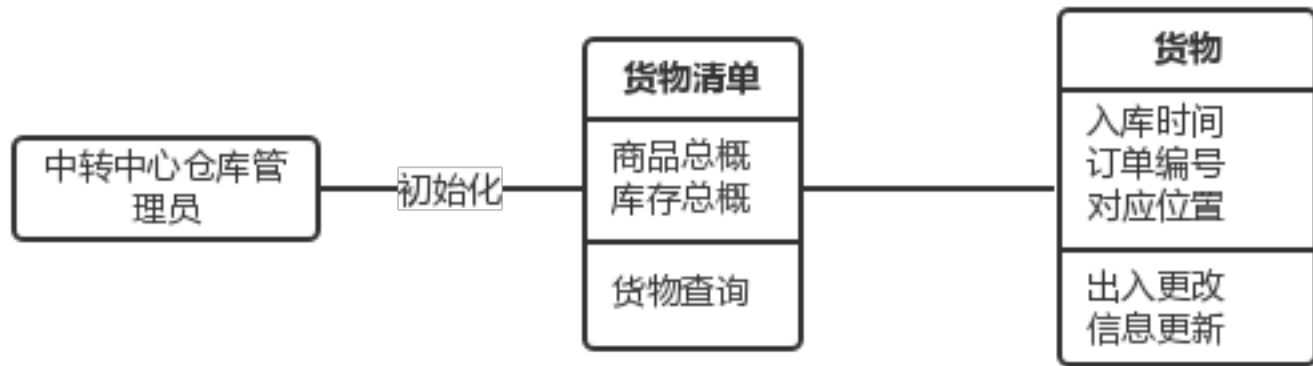 中转中心仓库管
理员
初始化
货物清单
商品总概
库存总概
货物查询
货物
入库时间
订单编号
对应位置
出入更改
信息更新